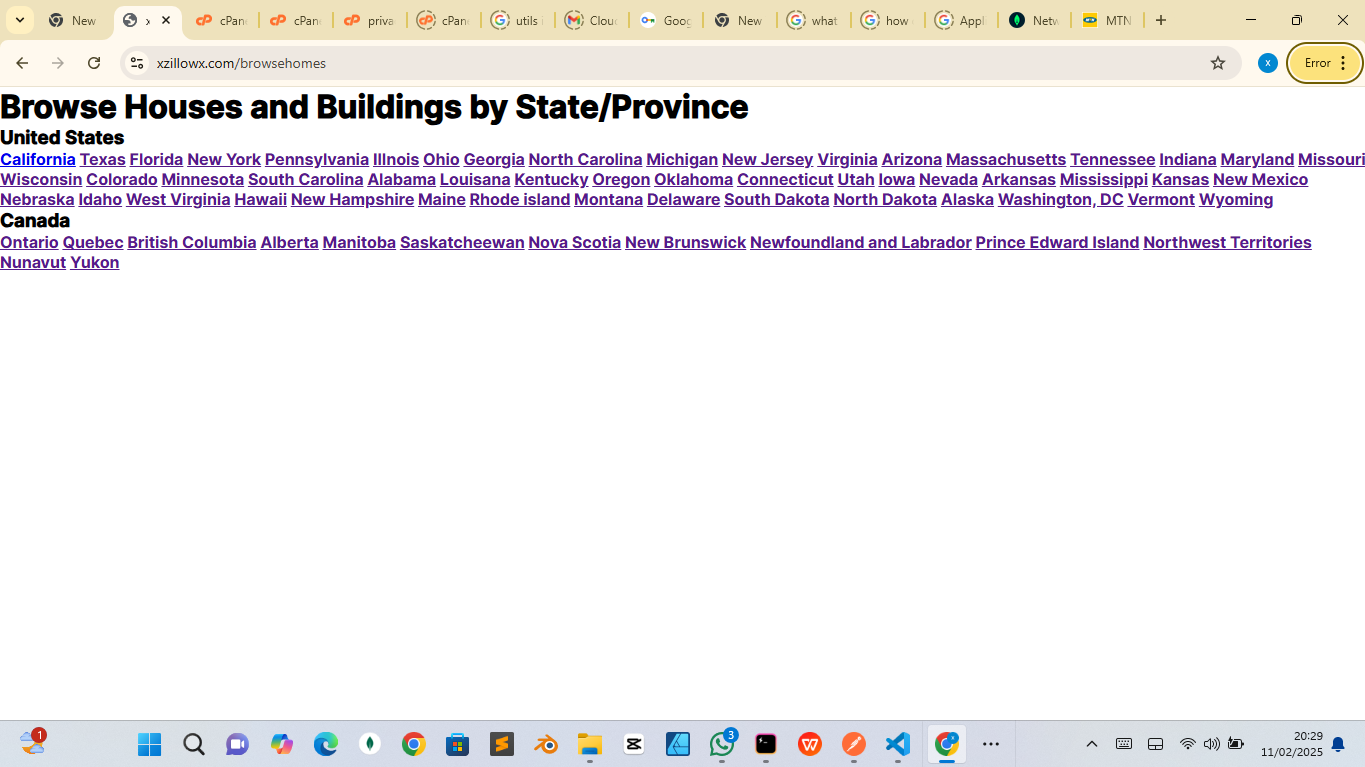 New
x
cPane
cPane
priva
cPane
utils i
Cloud
Goog
New
what
how a
Appl
Netw
MTN
xzillowx.com/browsehomes
x
Error
Browse Houses and Buildings by State/Province
United States
California Texas Florida New York Pennsylvania Illnois Ohio Georgia North Carolina Michigan New Jersey Virginia Arizona Massachusetts Tennessee Indiana Maryland Missouri
Wisconsin Colorado Minnesota South Carolina Alabama Louisana Kentucky Oregon Oklahoma Connecticut Utah Iowa Nevada Arkansas Mississippi Kansas New Mexico
Nebraska Idaho West Virginia Hawaii New Hampshire Maine Rhode island Montana Delaware South Dakota North Dakota Alaska Washington, DC Vermont Wyoming
Canada
Ontario Quebec British Columbia Alberta Manitoba Saskatcheewan Nova Scotia New Brunswick Newfoundland and Labrador Prince Edward Island Northwest Territories
Nunavut Yukon
1
3
20:29
11/02/2025